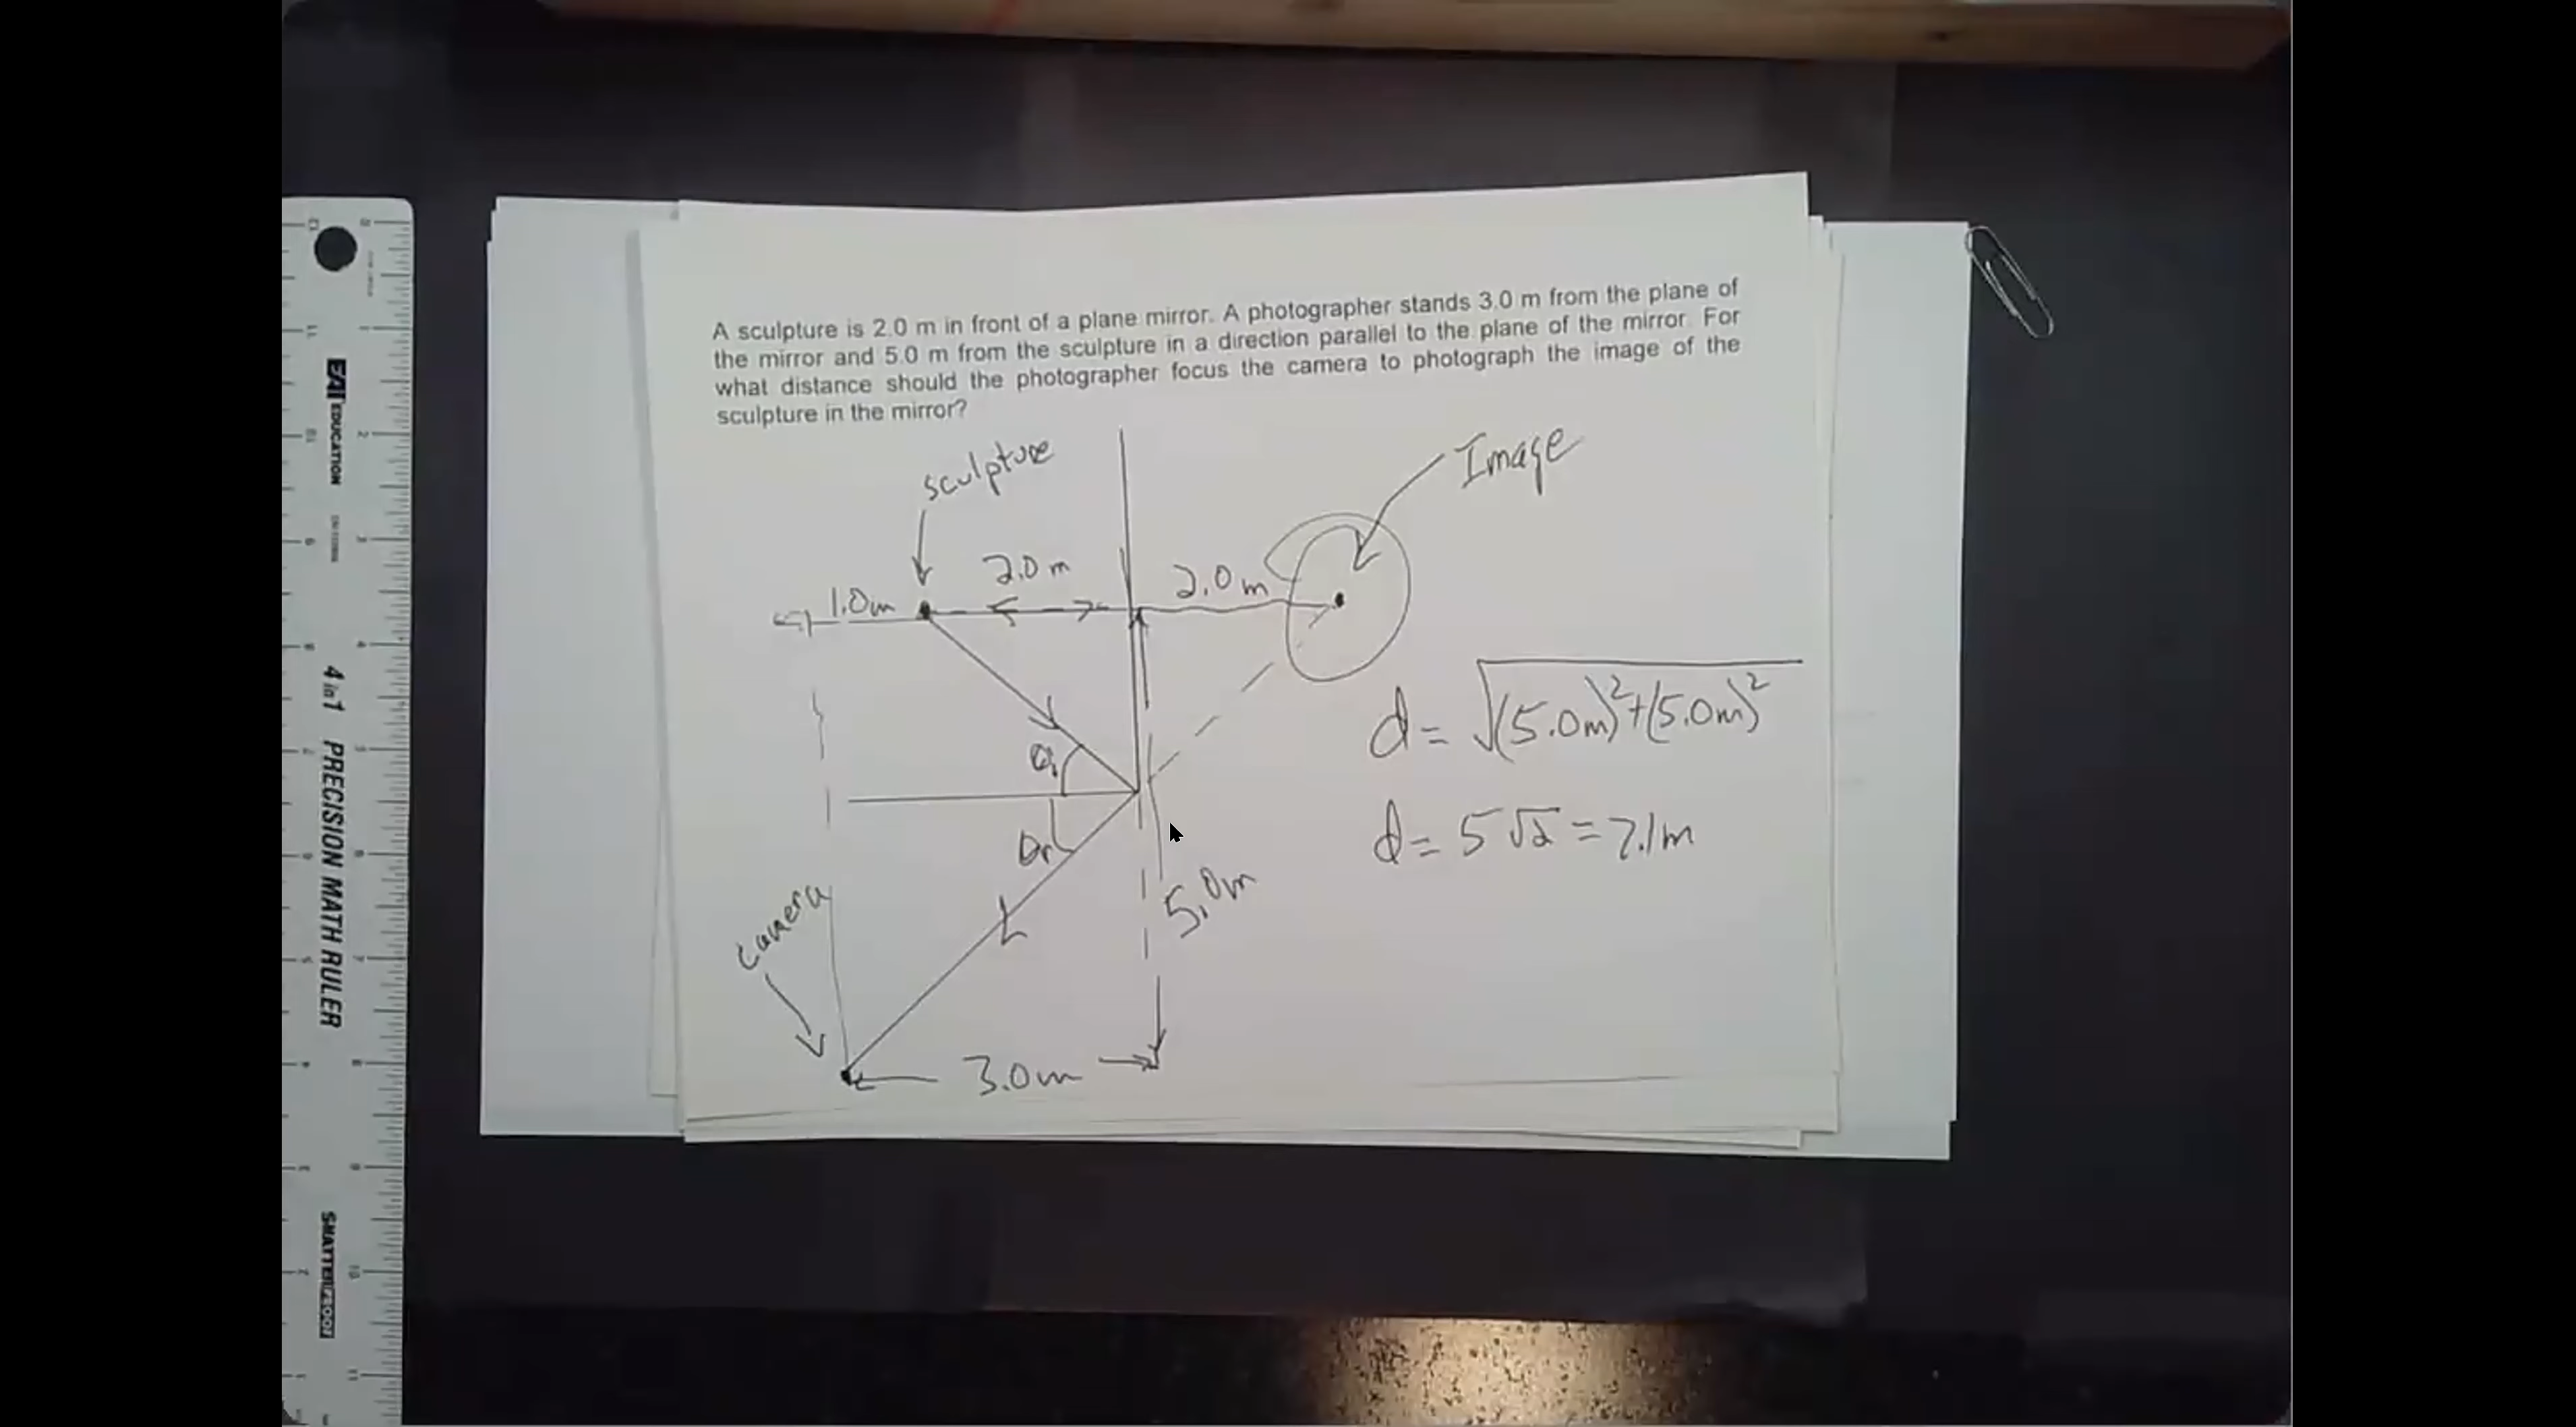 A sculpture is 2.0 m in front of a plane mirror. A photographer stands 3.0 m from the plane of
the mirror and 5.0 m from the sculpture in a direction parallel to the plane of the mirror. For
what distance should the photographer focus the camera to photograph the image of the
sculpture in the mirror?
sculpture
Image
1.0m
2.0 m
2.0 m
d = √(5.0m)²+(5.0m)²
θi
θr
d = 5√2 = 7.1m
camera
5.0m
3.0m
EAI EDUCATION
4 in 1 PRECISION MATH RULER